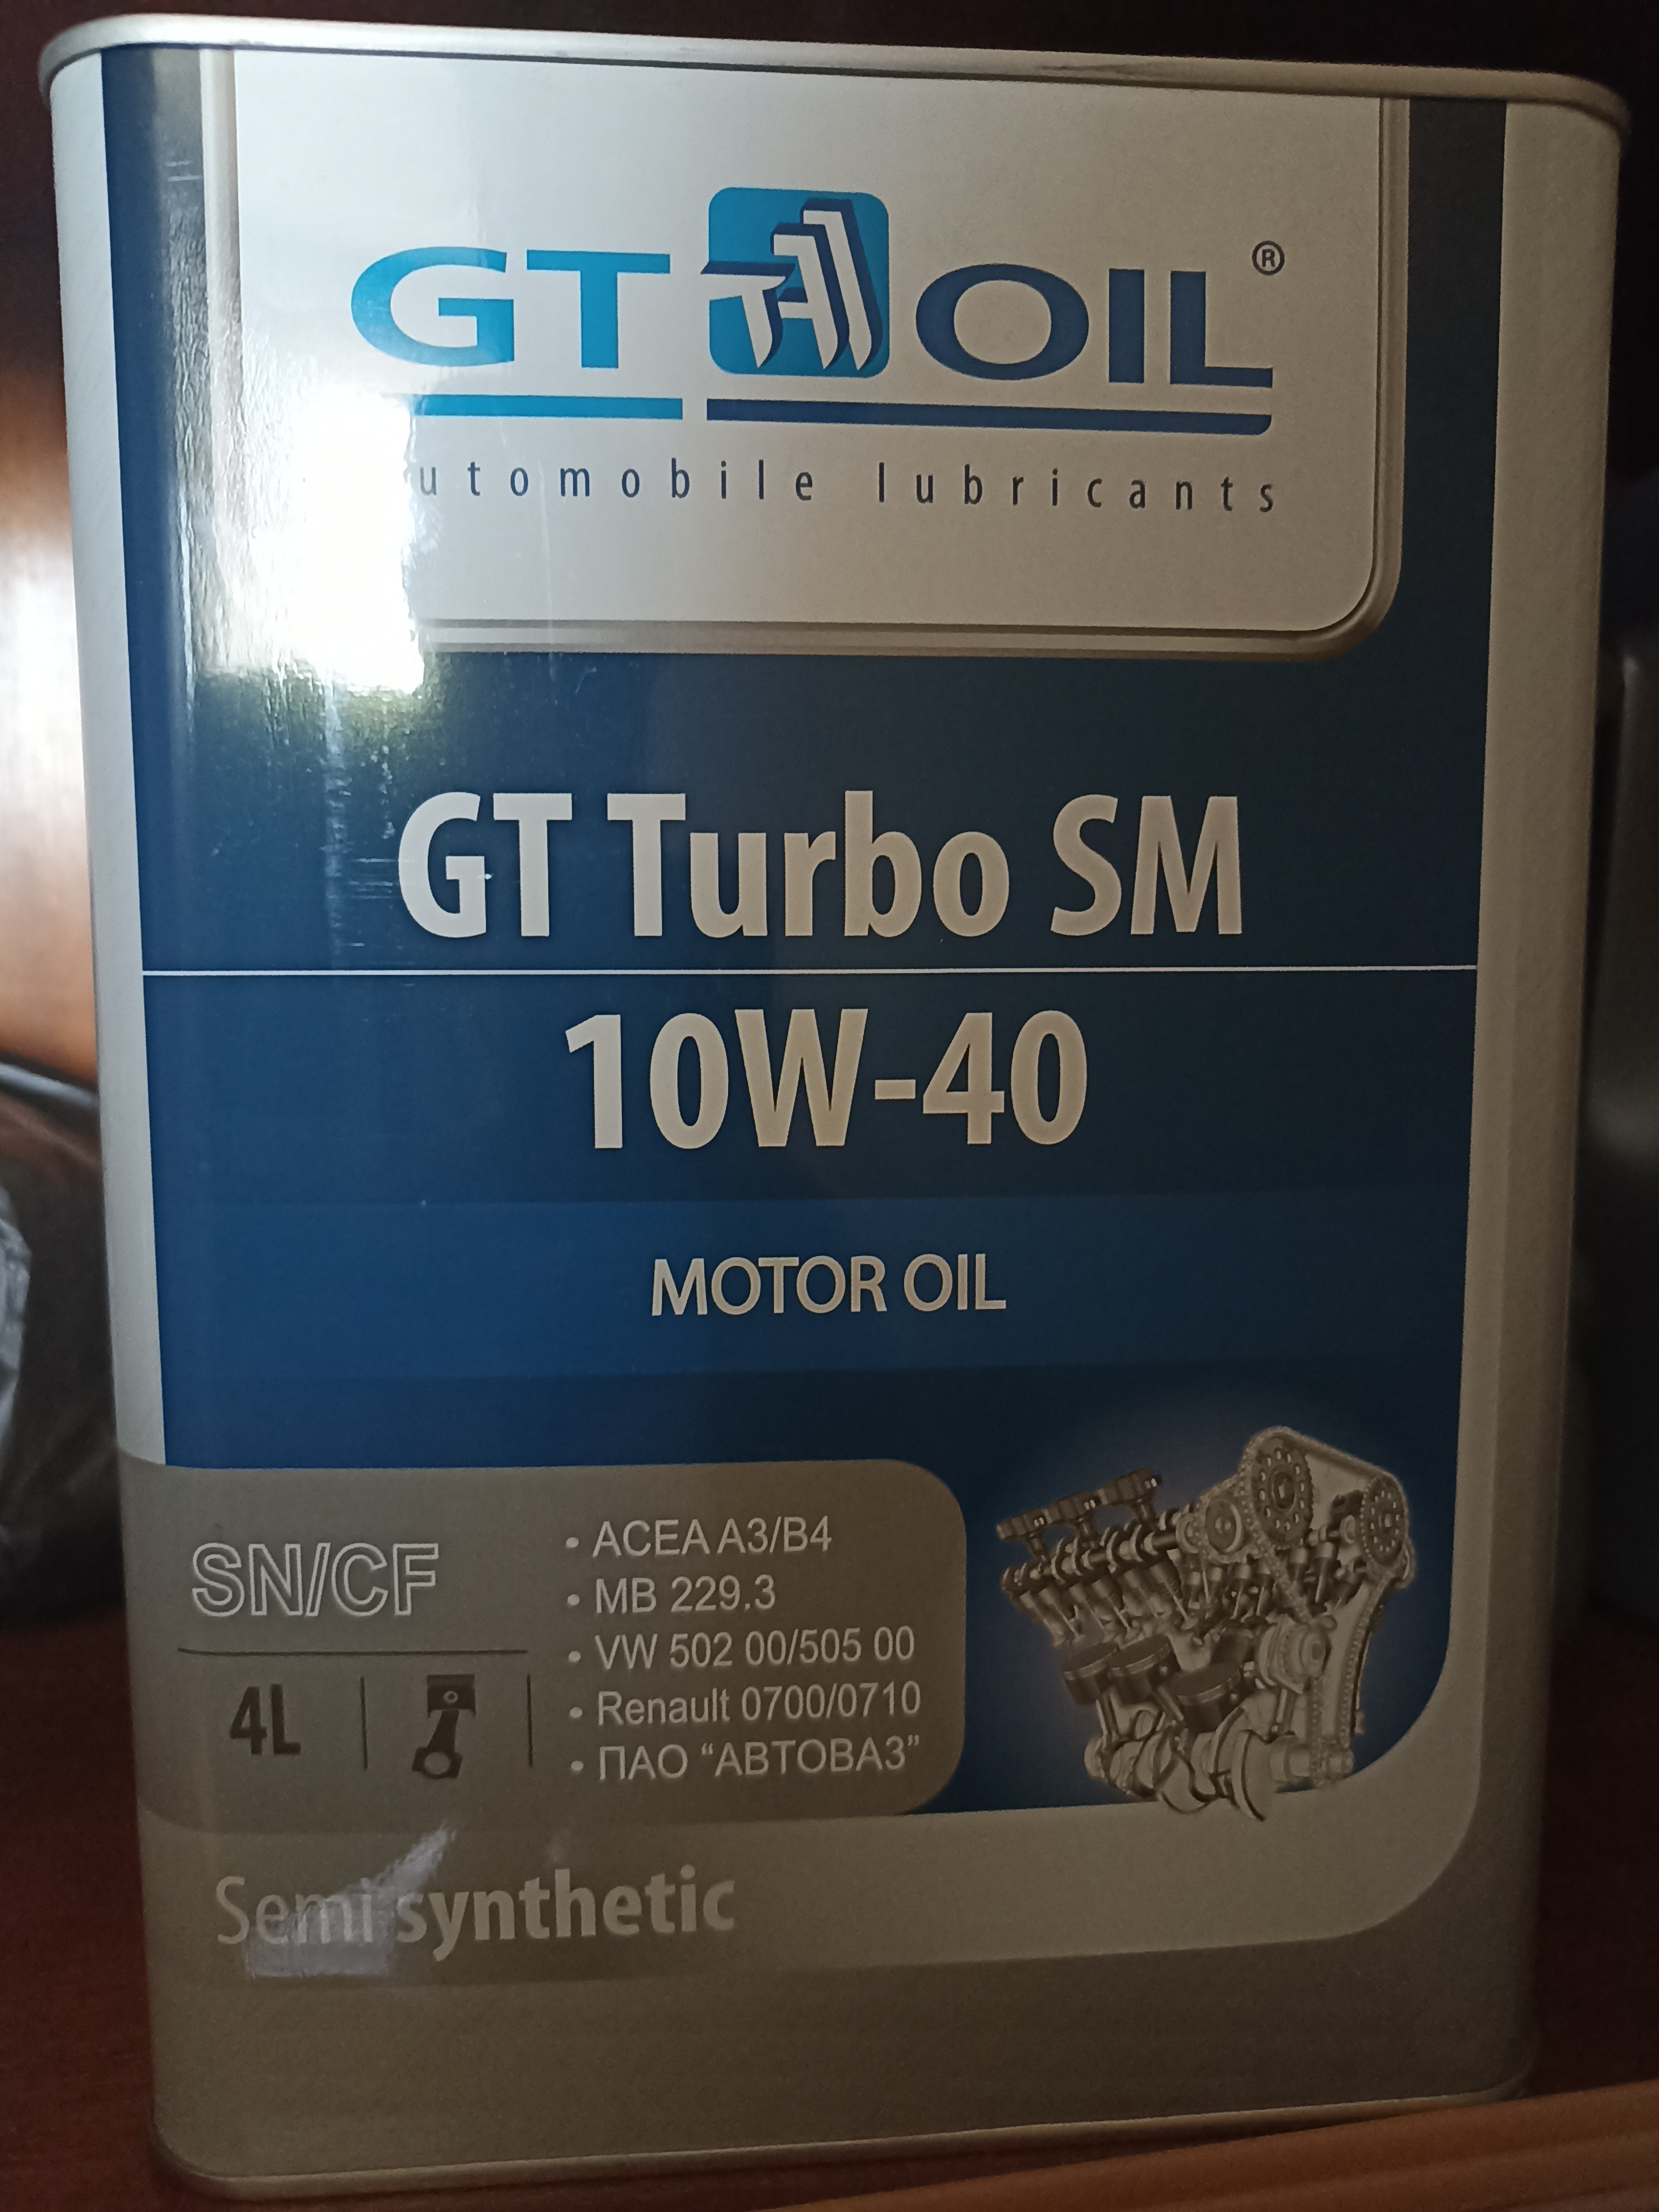 GT OIL ®
utomobile lubricants
GT Turbo SM
10W-40
MOTOR OIL
SN/CF
4L
• ACEA A3/B4
• MB 229.3
• VW 502 00/505 00
• Renault 0700/0710
• ПАО “АВТОВАЗ”
Semi synthetic